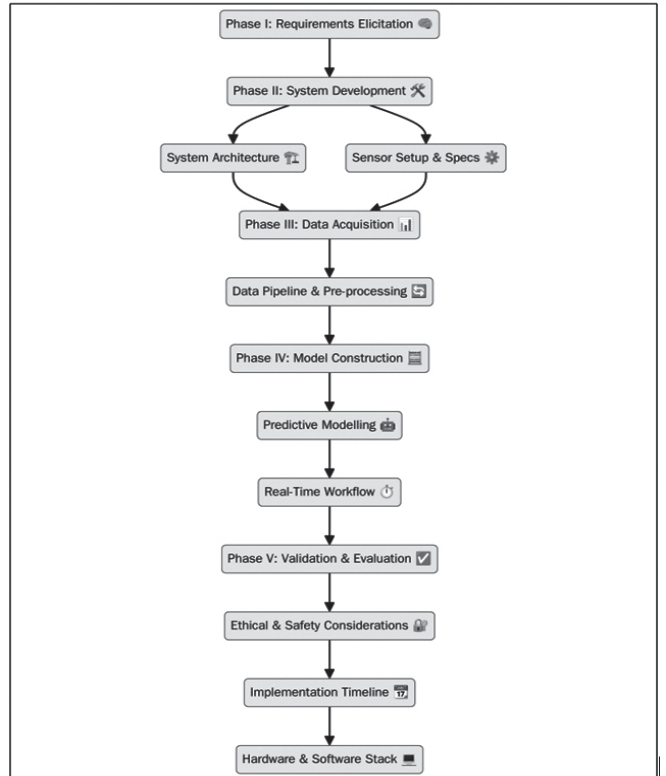 Phase I: Requirements Elicitation 🧠
Phase II: System Development 🛠
System Architecture 🏗
Sensor Setup & Specs ⚙
Phase III: Data Acquisition 📊
Data Pipeline & Pre-processing 🔄
Phase IV: Model Construction 🧮
Predictive Modelling 🤖
Real-Time Workflow ⏱
Phase V: Validation & Evaluation ✅
Ethical & Safety Considerations 🔐
Implementation Timeline 📆
Hardware & Software Stack 💻